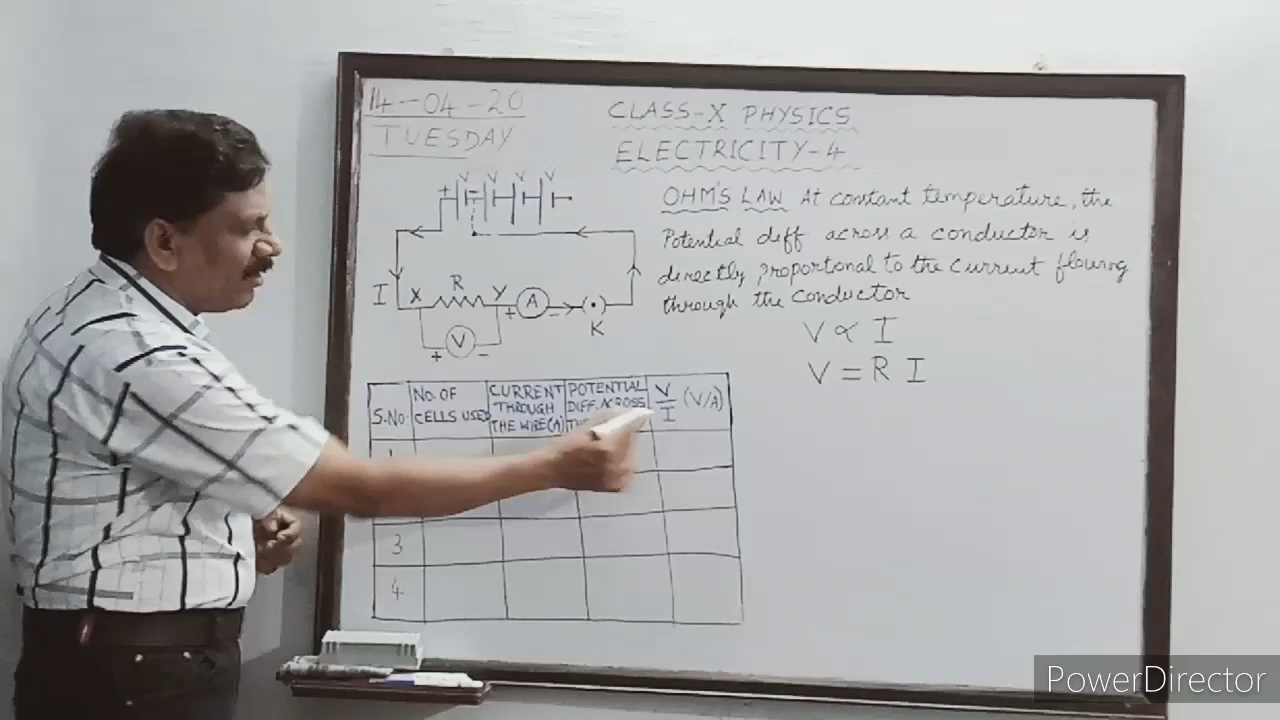 14-04-20
TUESDAY
CLASS-X PHYSICS
ELECTRICITY-4
+ V V V V
I
X R Y
+ A -
K
+ V -
OHM'S LAW At constant temperature, the
Potential diff across a conductor is
directly proportonal to the current flowing
through the conductor
V ∝ I
V = R I
S.No.
NO. OF
CELLS USED
CURRENT
THROUGH
THE WIRE(A)
POTENTIAL
DIFF. ACROSS
V/I (V/A)
3
4
PowerDirector